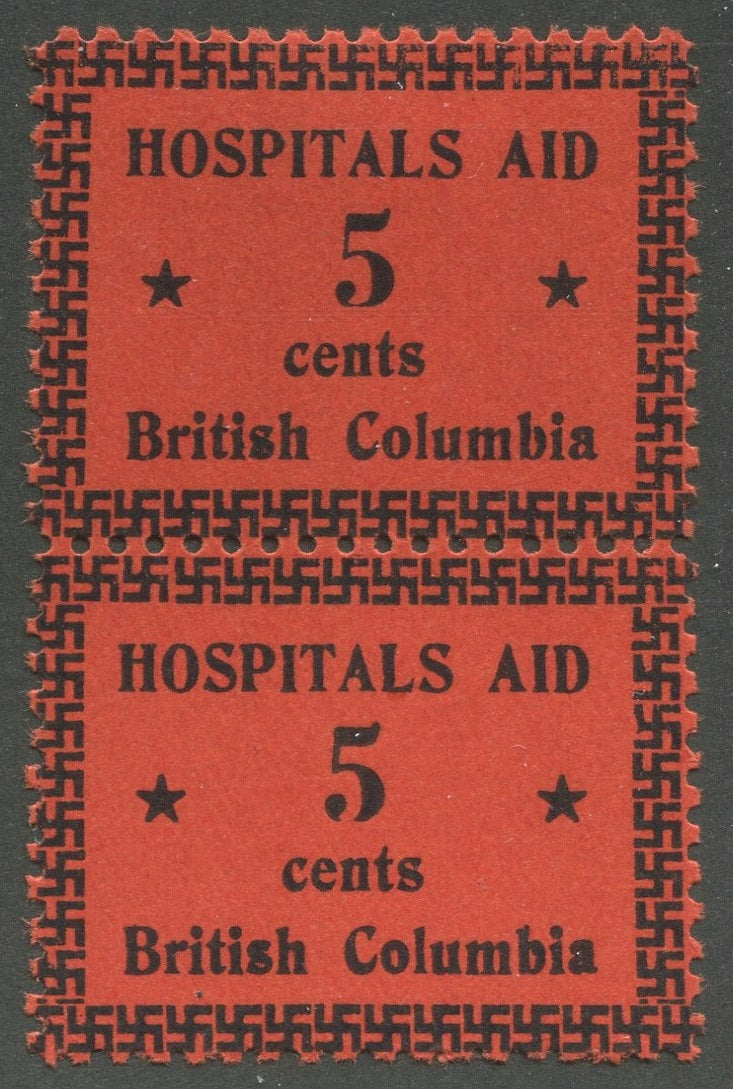 HOSPITALS AID
5
cents
British Columbia
HOSPITALS AID
5
cents
British Columbia